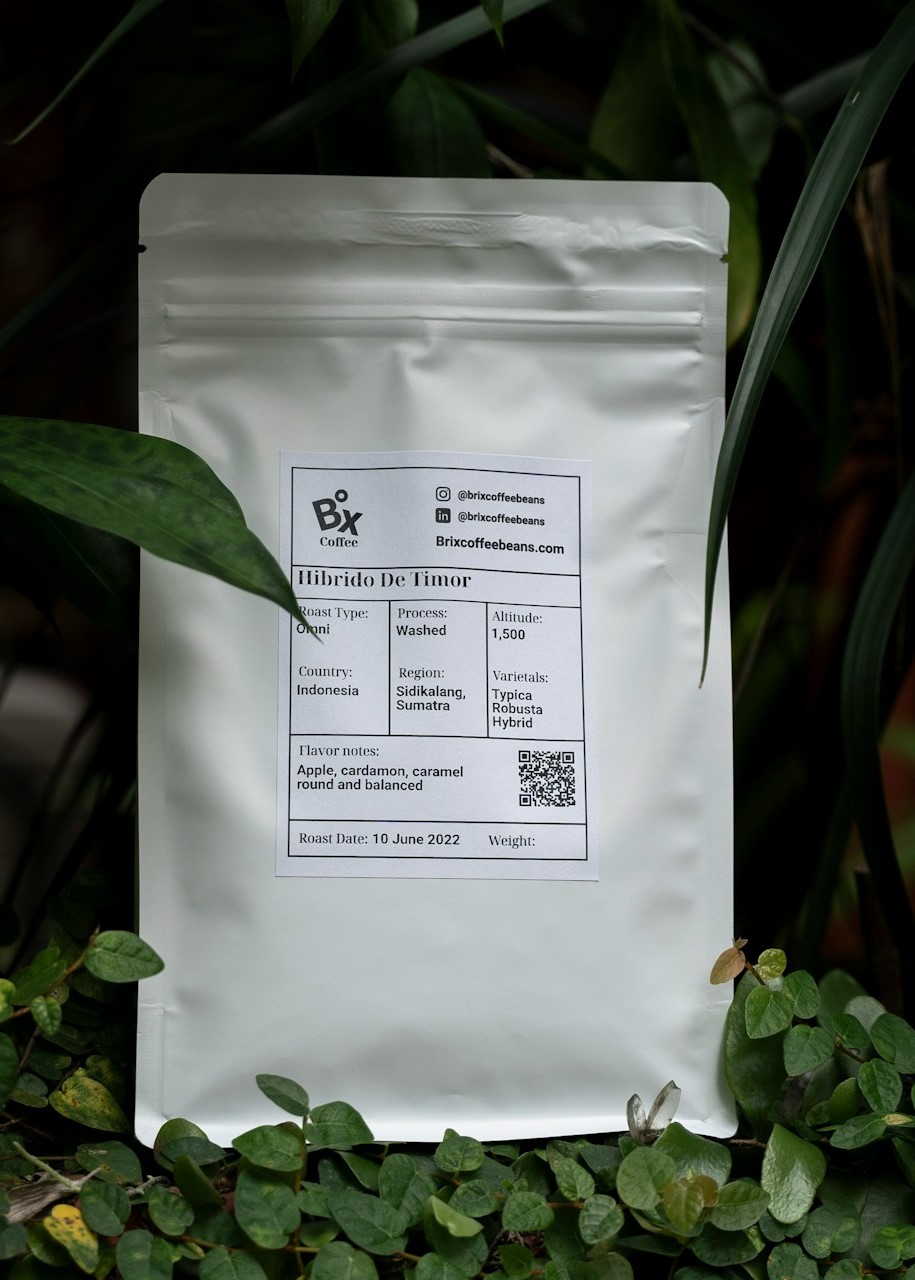 Bx
Coffee
@brixcoffeebeans
@brixcoffeebeans
Brixcoffeebeans.com
Hibrido De Timor
Roast Type:
Omni
Process:
Washed
Altitude:
1,500
Country:
Indonesia
Region:
Sidikalang,
Sumatra
Varietals:
Typica
Robusta
Hybrid
Flavor notes:
Apple, cardamon, caramel
round and balanced
Roast Date: 10 June 2022
Weight: